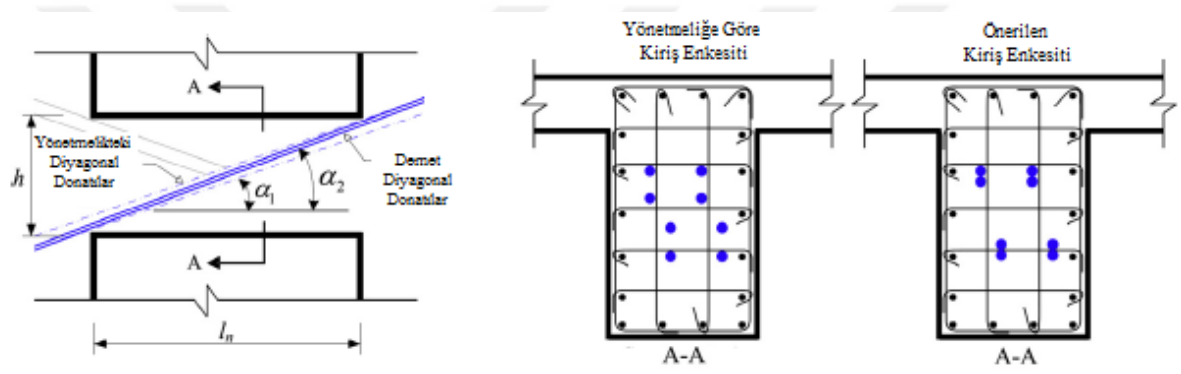 A
h
Yönetmelikteki
Diyagonal
Donatılar
α₁
α₂
Demet
Diyagonal
Donatılar
A
lₙ
Yönetmeliğe Göre
Kiriş Enkesiti
A-A
Önerilen
Kiriş Enkesiti
A-A